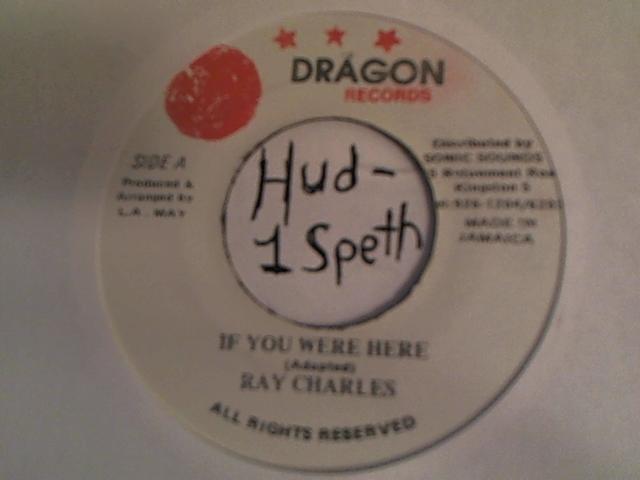 DRAGON
RECORDS
SIDE A
Produced &
Arranged by
L.A. WAY
Distributed by
SONIC SOUNDS
Kingston 5
MADE IN
JAMAICA
Hud-
1 Speth
IF YOU WERE HERE
(Adapted)
RAY CHARLES
ALL RIGHTS RESERVED